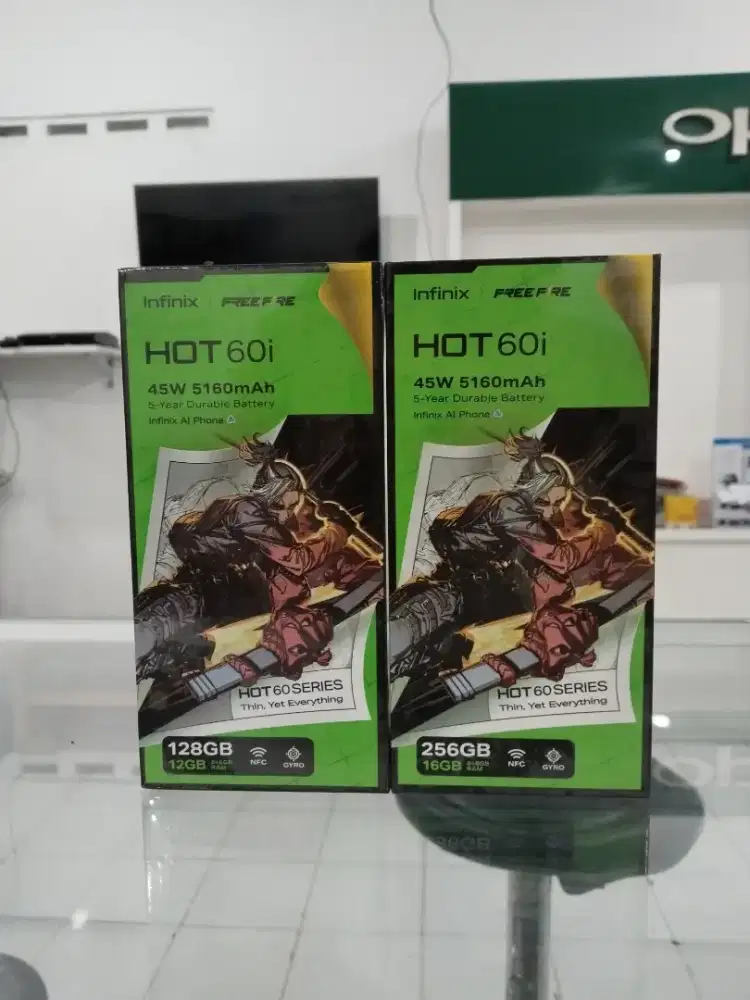 Infinix FREE FIRE
HOT 60i
45W 5160mAh
5-Year Durable Battery
Infinix AI Phone
HOT 60 SERIES
Thin, Yet Everything
128GB
12GB
RAM
NFC
GYRO
Infinix FREE FIRE
HOT 60i
45W 5160mAh
5-Year Durable Battery
Infinix AI Phone
HOT 60 SERIES
Thin, Yet Everything
256GB
16GB
RAM
NFC
GYRO